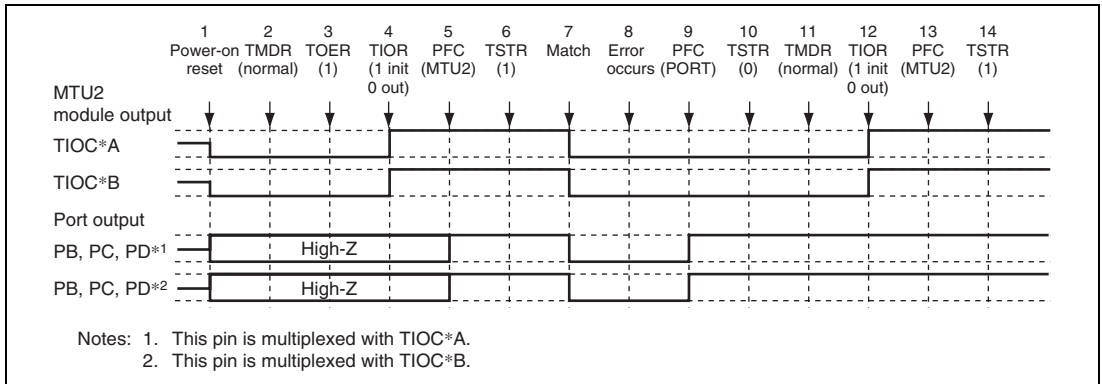 1 2 3 4 5 6 7 8 9 10 11 12 13 14
Power-on TMDR TOER TIOR PFC TSTR Match Error PFC TSTR TMDR TIOR PFC TSTR
reset (normal) (1) (1 init (MTU2) (1) occurs (PORT) (0) (normal) (1 init (MTU2) (1)
0 out) 0 out)
MTU2
module output
TIOC*A
TIOC*B
Port output
PB, PC, PD*1 High-Z
PB, PC, PD*2 High-Z
Notes: 1. This pin is multiplexed with TIOC*A.
2. This pin is multiplexed with TIOC*B.